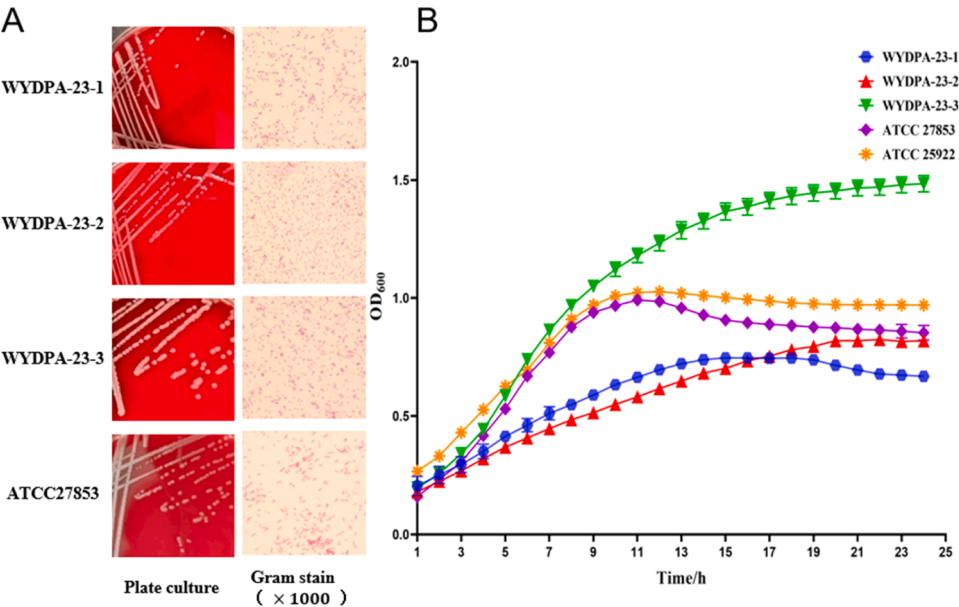 A
WYDPA-23-1
WYDPA-23-2
WYDPA-23-3
ATCC27853
Plate culture
Gram stain
( ×1000 )
B
WYDPA-23-1
WYDPA-23-2
WYDPA-23-3
ATCC 27853
ATCC 25922
OD600
2.0
1.5
1.0
0.5
0.0
1 3 5 7 9 11 13 15 17 19 21 23 25
Time/h